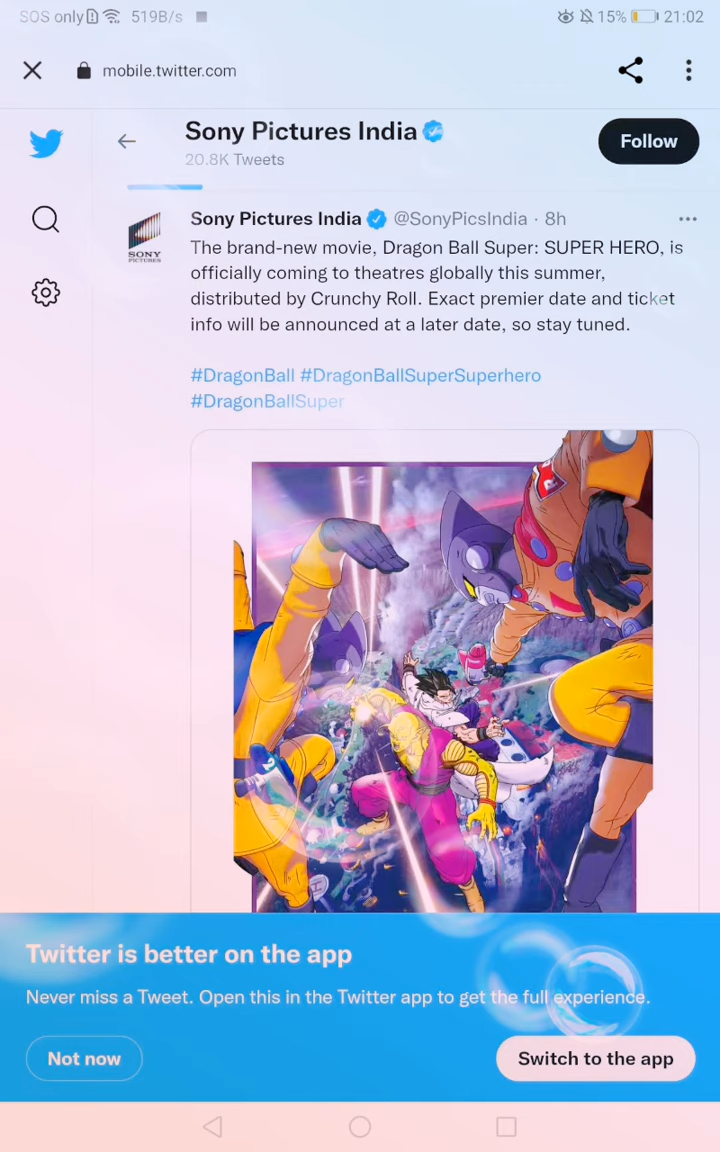 SOS only 519B/s 15% 21:02
mobile.twitter.com
Sony Pictures India
20.8K Tweets
Follow
Sony Pictures India @SonyPicsIndia · 8h
The brand-new movie, Dragon Ball Super: SUPER HERO, is
officially coming to theatres globally this summer,
distributed by Crunchy Roll. Exact premier date and ticket
info will be announced at a later date, so stay tuned.
#DragonBall #DragonBallSuperSuperhero
#DragonBallSuper
SONY
PICTURES
Twitter is better on the app
Never miss a Tweet. Open this in the Twitter app to get the full experience.
Not now
Switch to the app